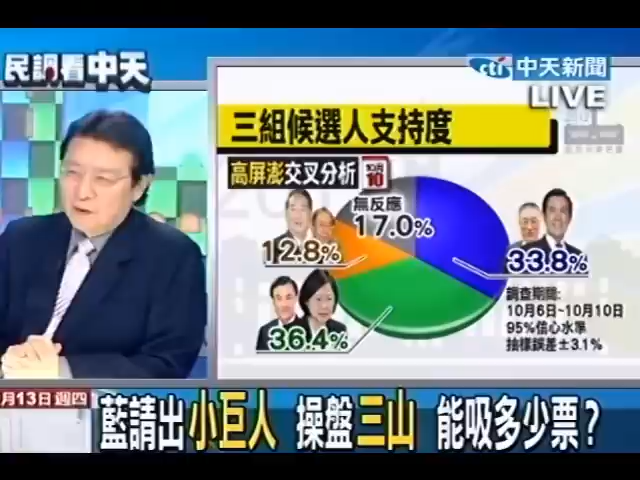 民調看中天
cti 中天新聞
LIVE
三組候選人支持度
高屏澎交叉分析 10月 10
無反應
17.0%
12.8%
33.8%
36.4%
調查期間:
10月6日~10月10日
95%信心水準
抽樣誤差±3.1%
月13日週四
藍請出小巨人 操盤三山 能吸多少票?